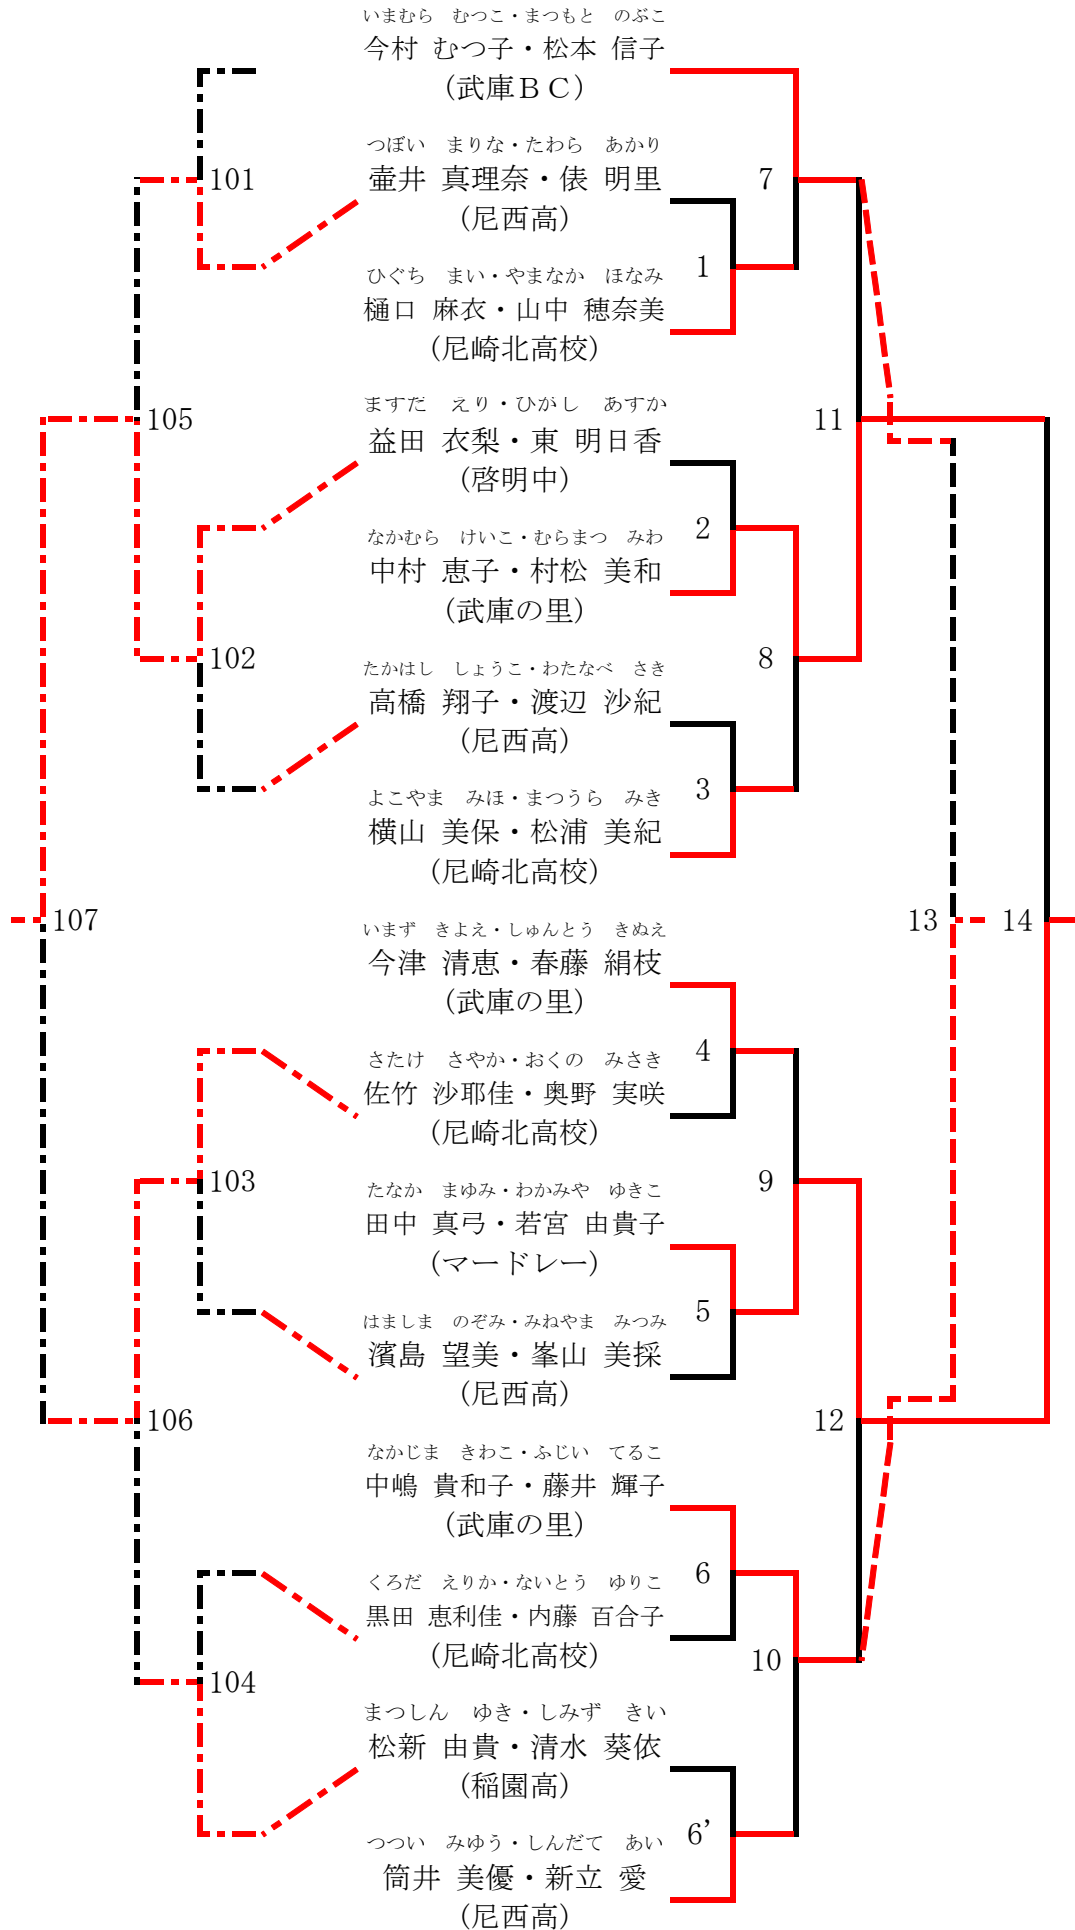 いまむら　むつこ・まつもと　のぶこ
今村 むつ子・松本 信子
(武庫ＢＣ)
つぼい　まりな・たわら　あかり
壷井 真理奈・俵 明里
(尼西高)
ひぐち　まい・やまなか　ほなみ
樋口 麻衣・山中 穂奈美
(尼崎北高校)
ますだ　えり・ひがし　あすか
益田 衣梨・東 明日香
(啓明中)
なかむら　けいこ・むらまつ　みわ
中村 恵子・村松 美和
(武庫の里)
たかはし　しょうこ・わたなべ　さき
高橋 翔子・渡辺 沙紀
(尼西高)
よこやま　みほ・まつうら　みき
横山 美保・松浦 美紀
(尼崎北高校)
いまず　きよえ・しゅんとう　きぬえ
今津 清恵・春藤 絹枝
(武庫の里)
さたけ　さやか・おくの　みさき
佐竹 沙耶佳・奥野 実咲
(尼崎北高校)
たなか　まゆみ・わかみや　ゆきこ
田中 真弓・若宮 由貴子
(マードレー)
はましま　のぞみ・みねやま　みつみ
濱島 望美・峯山 美採
(尼西高)
なかじま　きわこ・ふじい　てるこ
中嶋 貴和子・藤井 輝子
(武庫の里)
くろだ　えりか・ないとう　ゆりこ
黒田 恵利佳・内藤 百合子
(尼崎北高校)
まつしん　ゆき・しみず　きい
松新 由貴・清水 葵依
(稲園高)
つつい　みゆう・しんだて　あい
筒井 美優・新立 愛
(尼西高)
101
102
103
104
105
106
107
1
2
3
4
5
6
6’
7
8
9
10
11
12
13
14